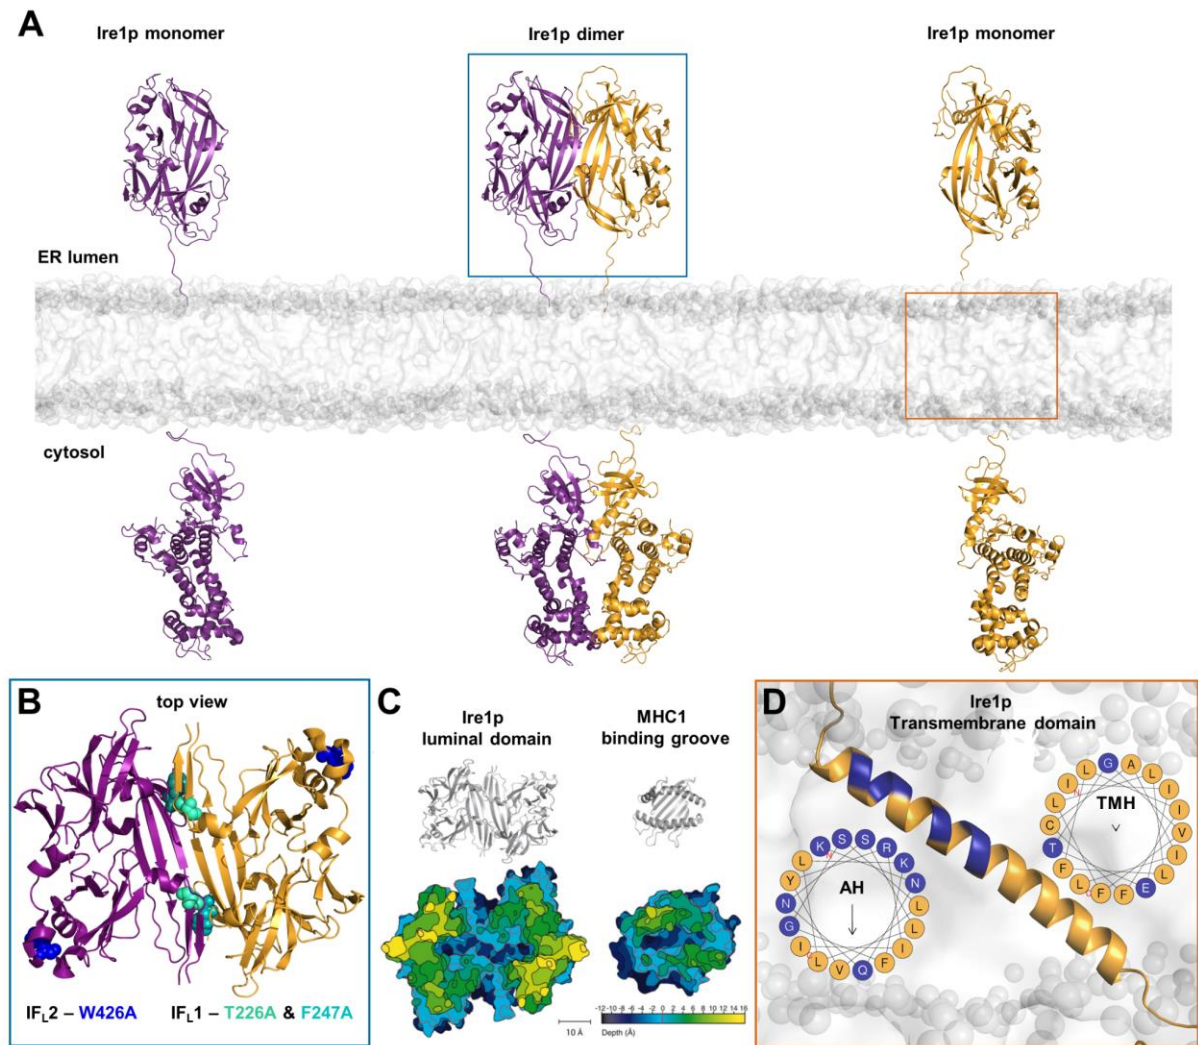 A
Ire1p monomer
Ire1p dimer
Ire1p monomer
ER lumen
cytosol
B
top view
IFL2 – W426A
IFL1 – T226A & F247A
C
Ire1p
luminal domain
MHC1
binding groove
10 Å
-12 -10 -8 -6 -4 -2 0 2 4 6 8 10 12 14 16
Depth (Å)
D
Ire1p
Transmembrane domain
AH
K S S R K N L L I F Q V L I G N Y L
TMH
G A L I I V I L E F F L F T C L I L